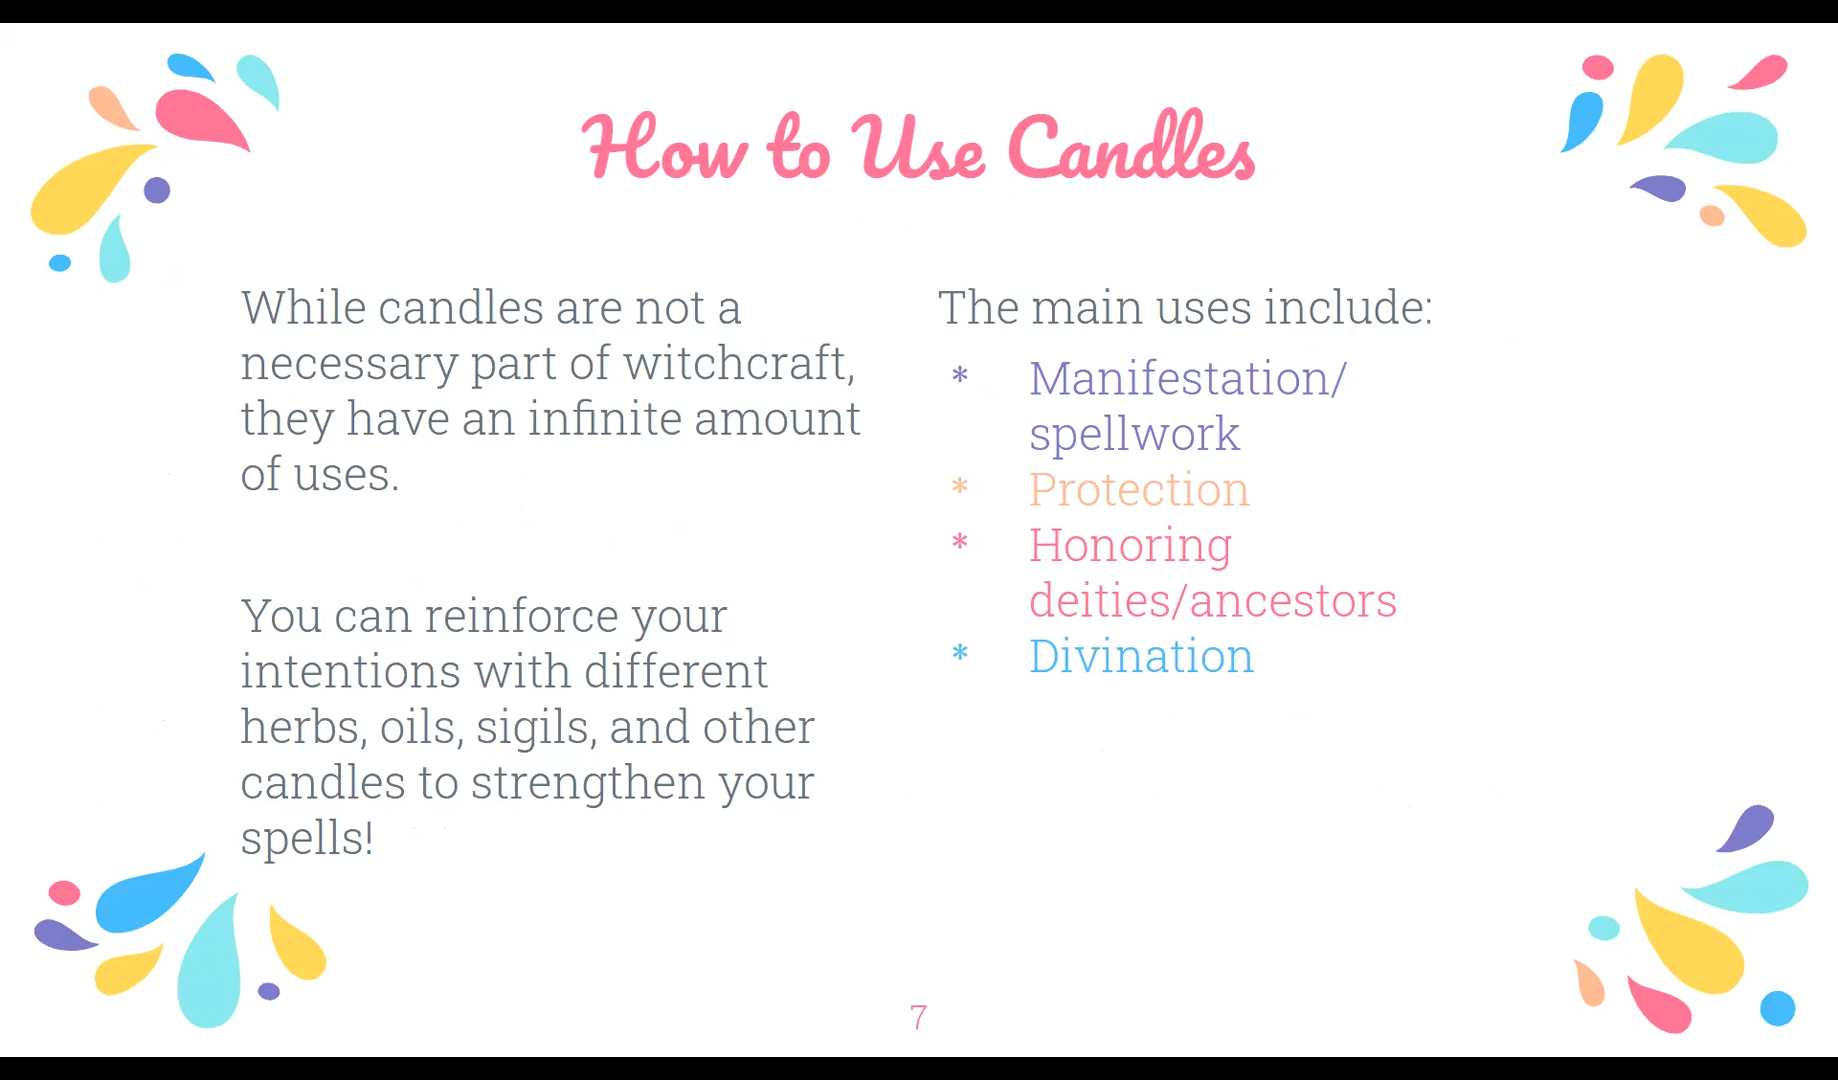 How to Use Candles
While candles are not a
necessary part of witchcraft,
they have an infinite amount
of uses.
You can reinforce your
intentions with different
herbs, oils, sigils, and other
candles to strengthen your
spells!
The main uses include:
* Manifestation/
spellwork
* Protection
* Honoring
deities/ancestors
* Divination
7